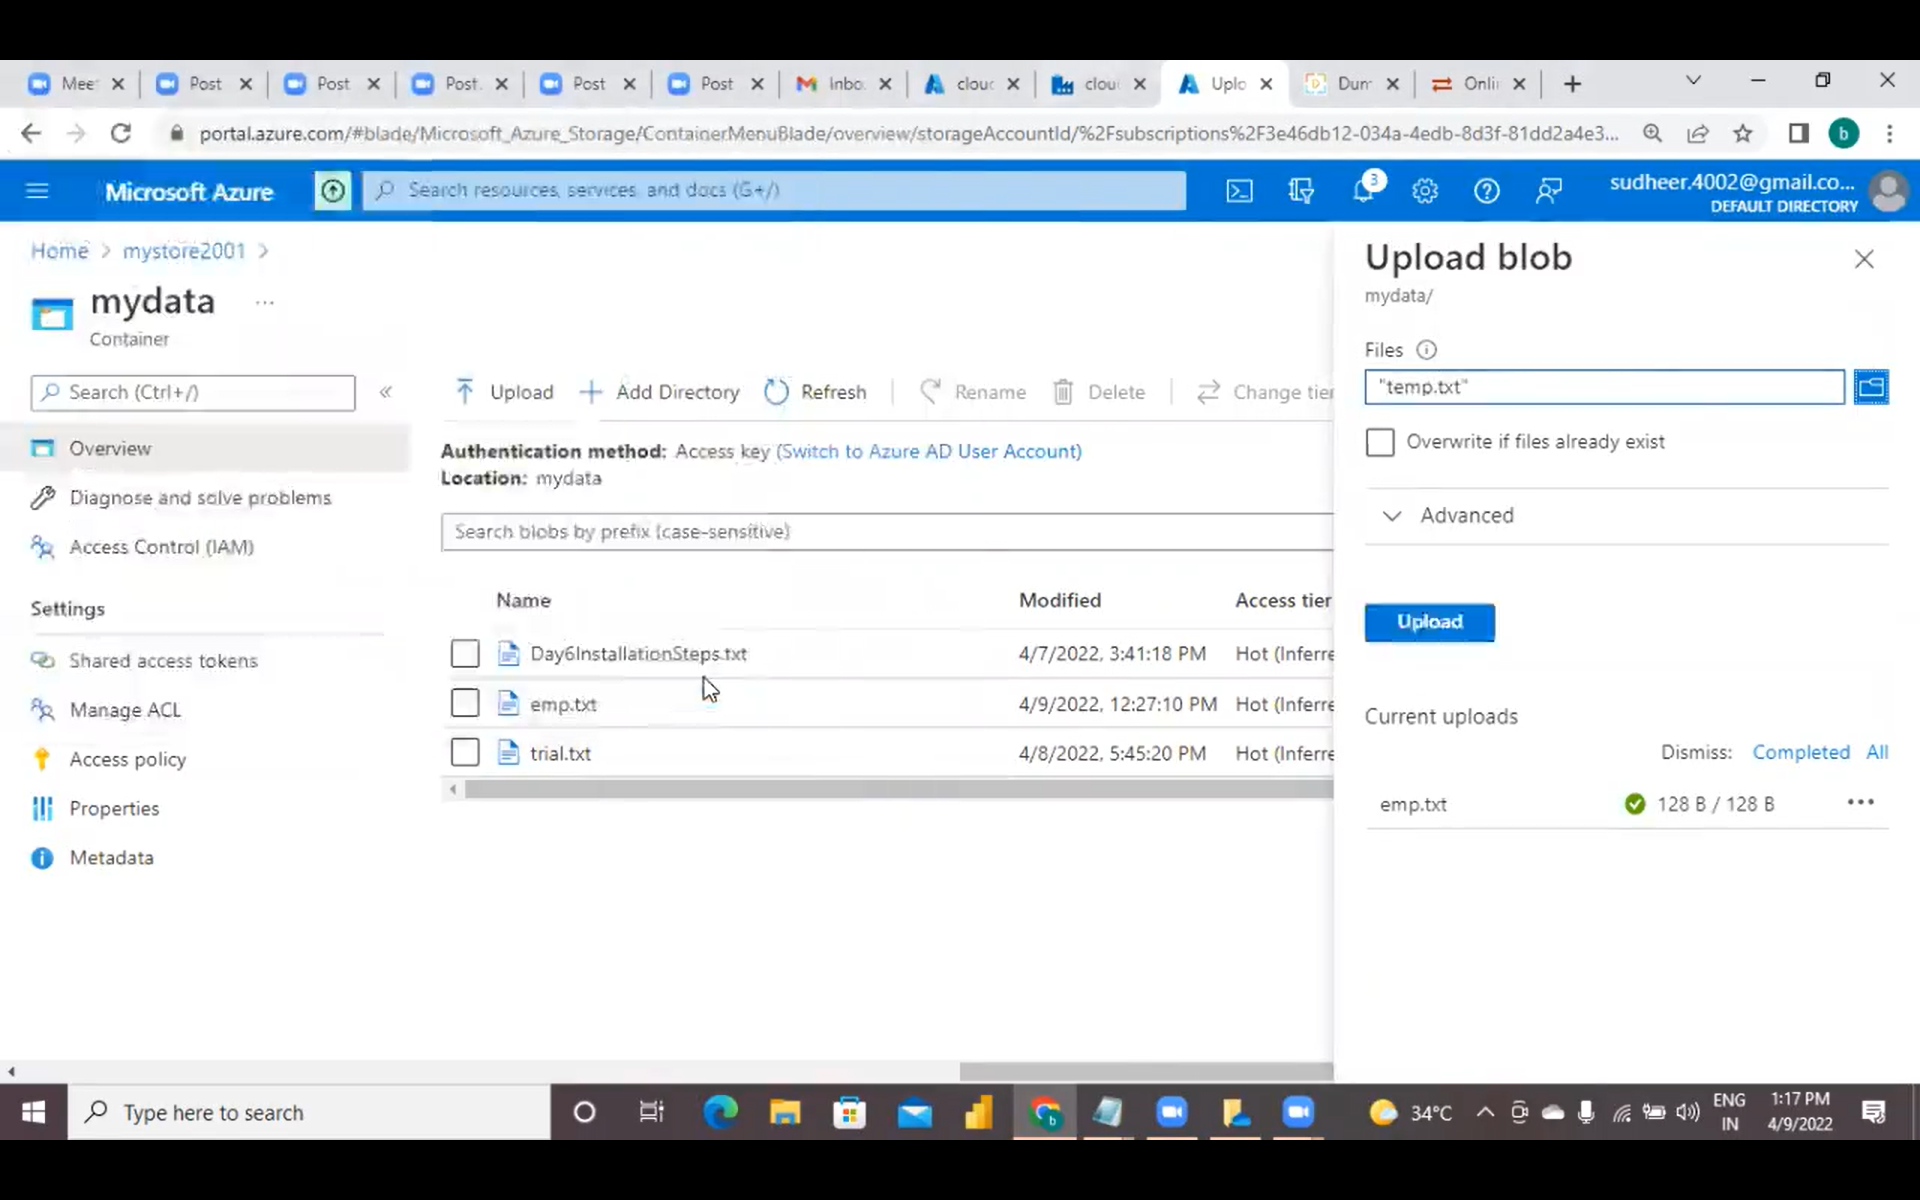 Mee
Post
Post
Post.
Post
Post
Inbo
clou
clou
Uplo
Dum
Onli
portal.azure.com/#blade/Microsoft_Azure_Storage/ContainerMenuBlade/overview/storageAccountId/%2Fsubscriptions%2F3e46db12-034a-4edb-8d3f-81dd2a4e3...
b
Microsoft Azure
Search resources, services, and docs (G+/)
3
sudheer.4002@gmail.co...
DEFAULT DIRECTORY
Home > mystore2001 >
mydata ...
Container
Search (Ctrl+/)
«
Overview
Diagnose and solve problems
Access Control (IAM)
Settings
Shared access tokens
Manage ACL
Access policy
Properties
Metadata
Upload
Add Directory
Refresh
Rename
Delete
Change tier
Authentication method: Access key (Switch to Azure AD User Account)
Location: mydata
Search blobs by prefix (case-sensitive)
Name Modified Access tier
Day6InstallationSteps.txt 4/7/2022, 3:41:18 PM Hot (Inferre
emp.txt 4/9/2022, 12:27:10 PM Hot (Inferre
trial.txt 4/8/2022, 5:45:20 PM Hot (Inferre
Upload blob
mydata/
Files
"temp.txt"
Overwrite if files already exist
Advanced
Upload
Current uploads
Dismiss: Completed All
emp.txt 128 B / 128 B ...
Type here to search
34°C
ENG
IN
1:17 PM
4/9/2022